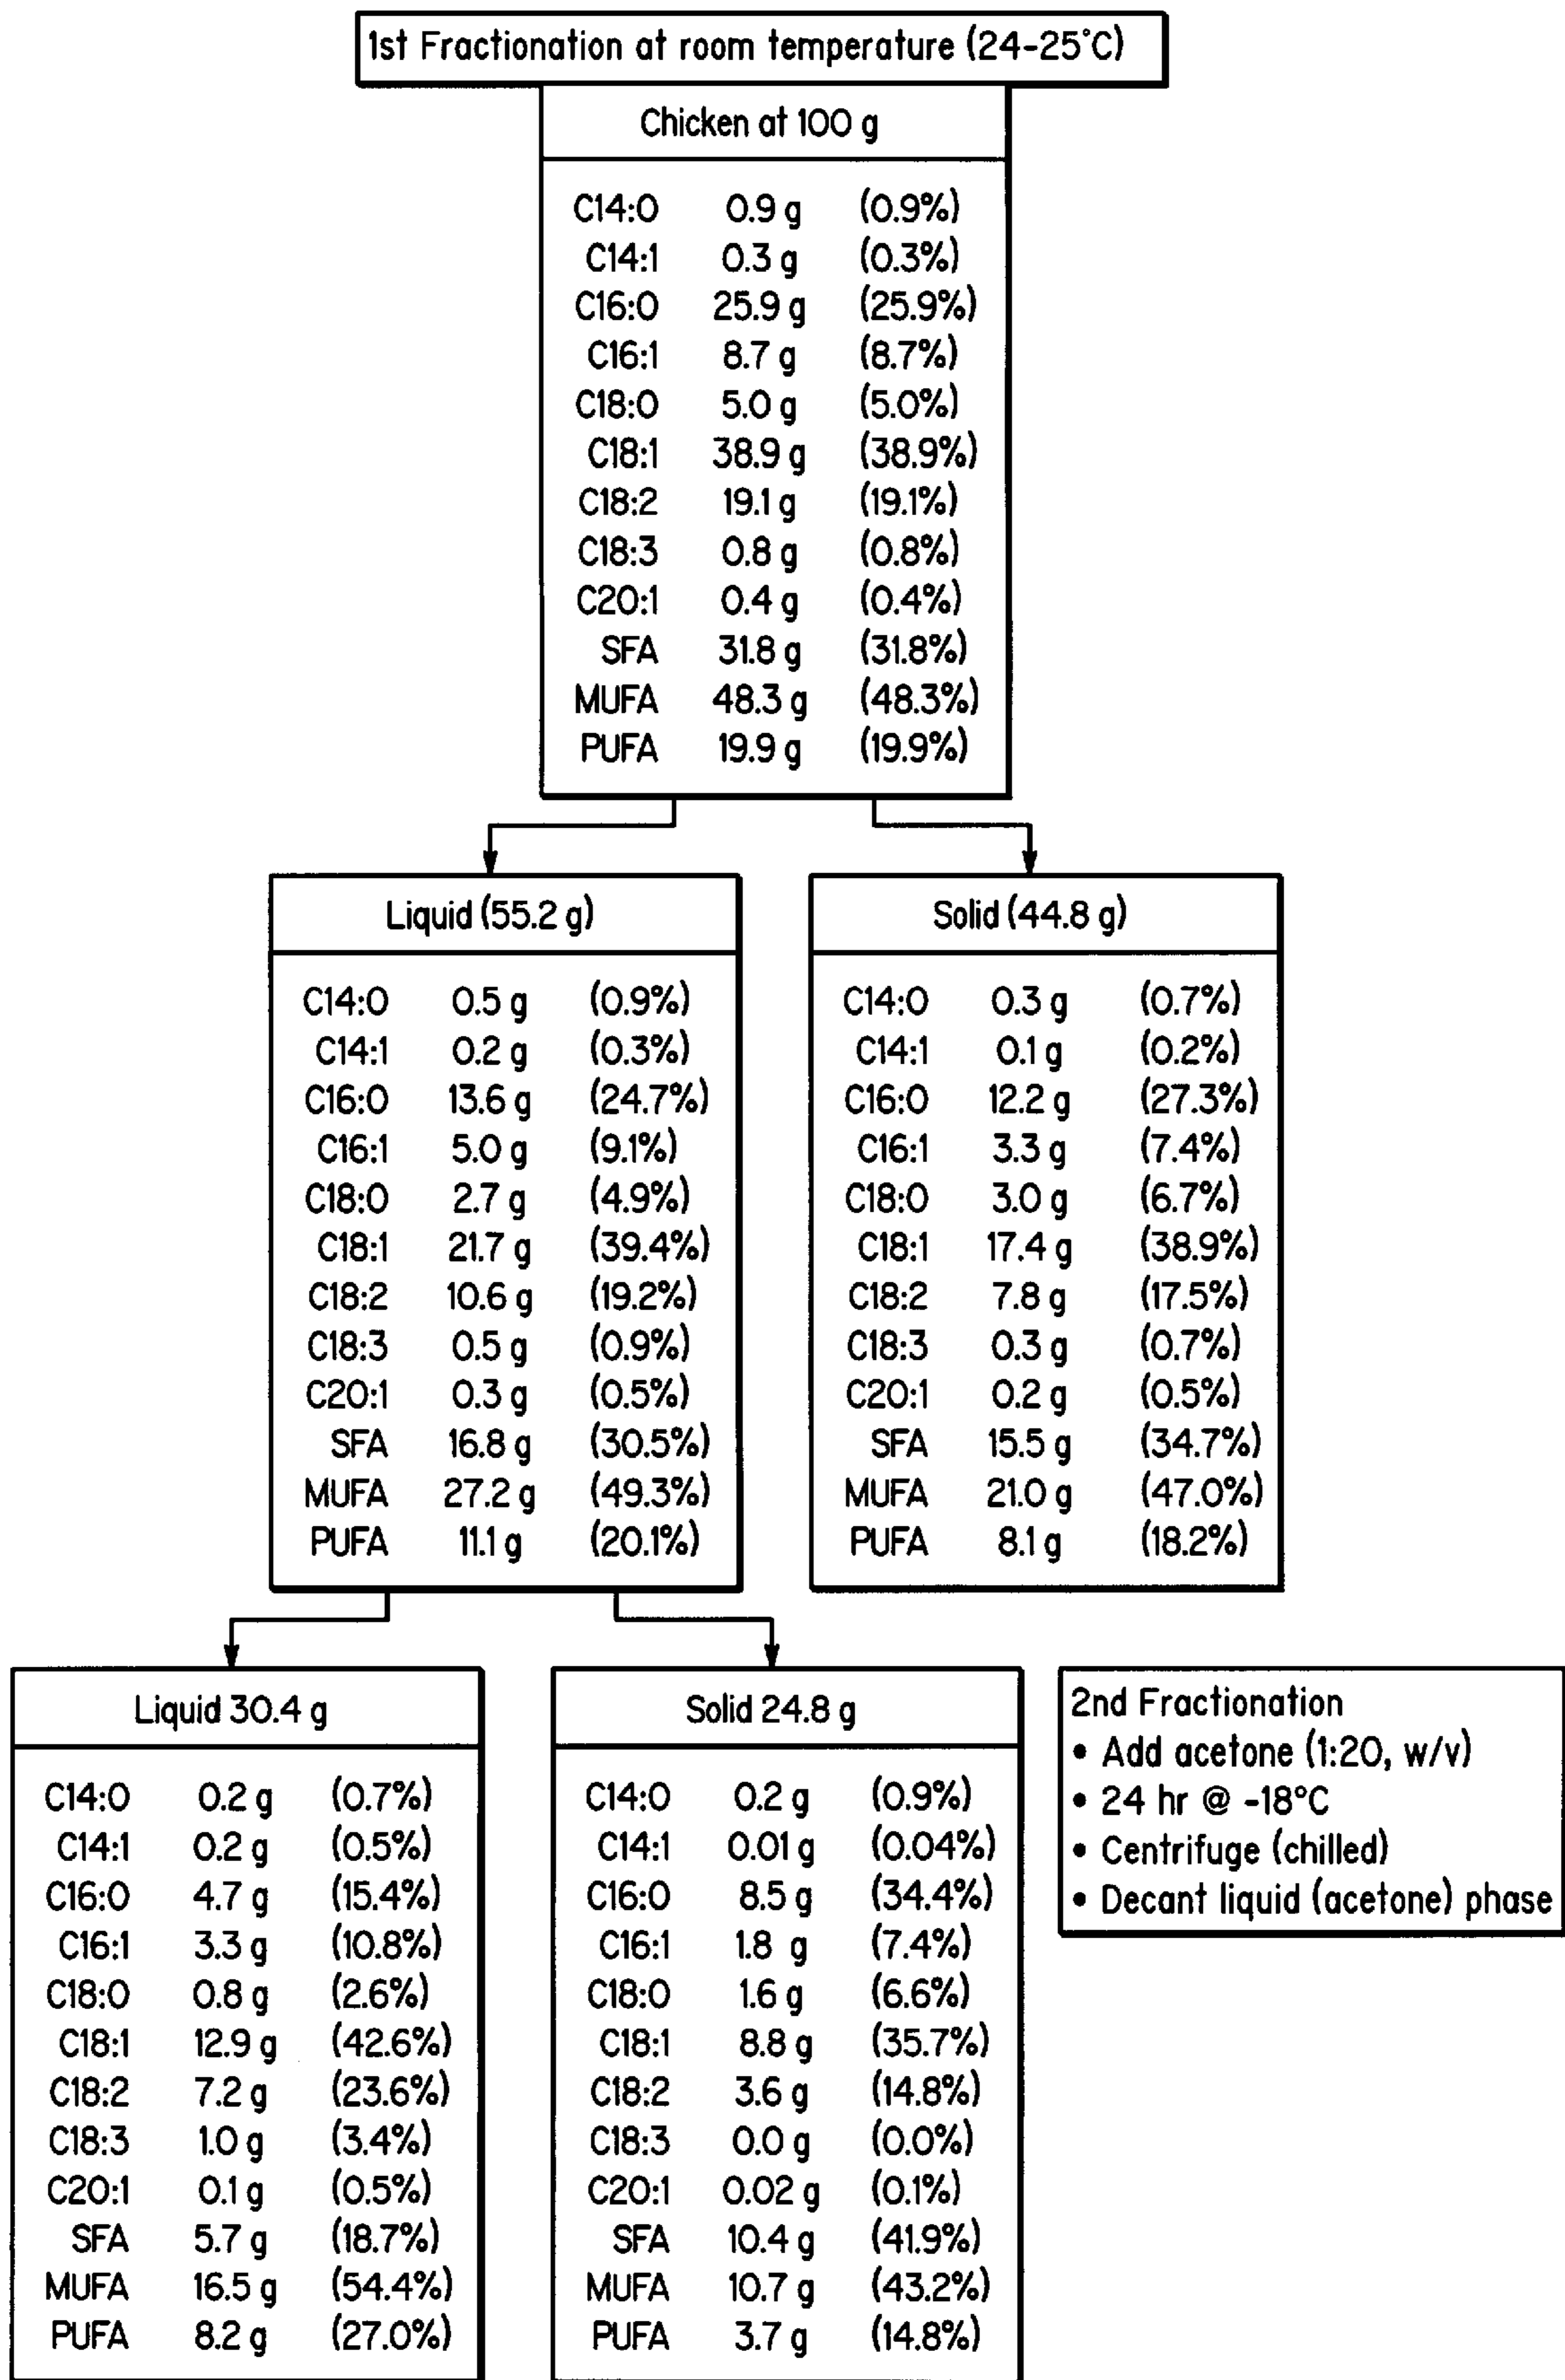 1st Fractionation at room temperature (24-25°C)
Chicken at 100 g
C14:0 0.9 g (0.9%)
C14:1 0.3 g (0.3%)
C16:0 25.9 g (25.9%)
C16:1 8.7 g (8.7%)
C18:0 5.0 g (5.0%)
C18:1 38.9 g (38.9%)
C18:2 19.1 g (19.1%)
C18:3 0.8 g (0.8%)
C20:1 0.4 g (0.4%)
SFA 31.8 g (31.8%)
MUFA 48.3 g (48.3%)
PUFA 19.9 g (19.9%)
Liquid (55.2 g)
C14:0 0.5 g (0.9%)
C14:1 0.2 g (0.3%)
C16:0 13.6 g (24.7%)
C16:1 5.0 g (9.1%)
C18:0 2.7 g (4.9%)
C18:1 21.7 g (39.4%)
C18:2 10.6 g (19.2%)
C18:3 0.5 g (0.9%)
C20:1 0.3 g (0.5%)
SFA 16.8 g (30.5%)
MUFA 27.2 g (49.3%)
PUFA 11.1 g (20.1%)
Solid (44.8 g)
C14:0 0.3 g (0.7%)
C14:1 0.1 g (0.2%)
C16:0 12.2 g (27.3%)
C16:1 3.3 g (7.4%)
C18:0 3.0 g (6.7%)
C18:1 17.4 g (38.9%)
C18:2 7.8 g (17.5%)
C18:3 0.3 g (0.7%)
C20:1 0.2 g (0.5%)
SFA 15.5 g (34.7%)
MUFA 21.0 g (47.0%)
PUFA 8.1 g (18.2%)
Liquid 30.4 g
C14:0 0.2 g (0.7%)
C14:1 0.2 g (0.5%)
C16:0 4.7 g (15.4%)
C16:1 3.3 g (10.8%)
C18:0 0.8 g (2.6%)
C18:1 12.9 g (42.6%)
C18:2 7.2 g (23.6%)
C18:3 1.0 g (3.4%)
C20:1 0.1 g (0.5%)
SFA 5.7 g (18.7%)
MUFA 16.5 g (54.4%)
PUFA 8.2 g (27.0%)
Solid 24.8 g
C14:0 0.2 g (0.9%)
C14:1 0.01 g (0.04%)
C16:0 8.5 g (34.4%)
C16:1 1.8 g (7.4%)
C18:0 1.6 g (6.6%)
C18:1 8.8 g (35.7%)
C18:2 3.6 g (14.8%)
C18:3 0.0 g (0.0%)
C20:1 0.02 g (0.1%)
SFA 10.4 g (41.9%)
MUFA 10.7 g (43.2%)
PUFA 3.7 g (14.8%)
2nd Fractionation
• Add acetone (1:20, w/v)
• 24 hr @ -18°C
• Centrifuge (chilled)
• Decant liquid (acetone) phase